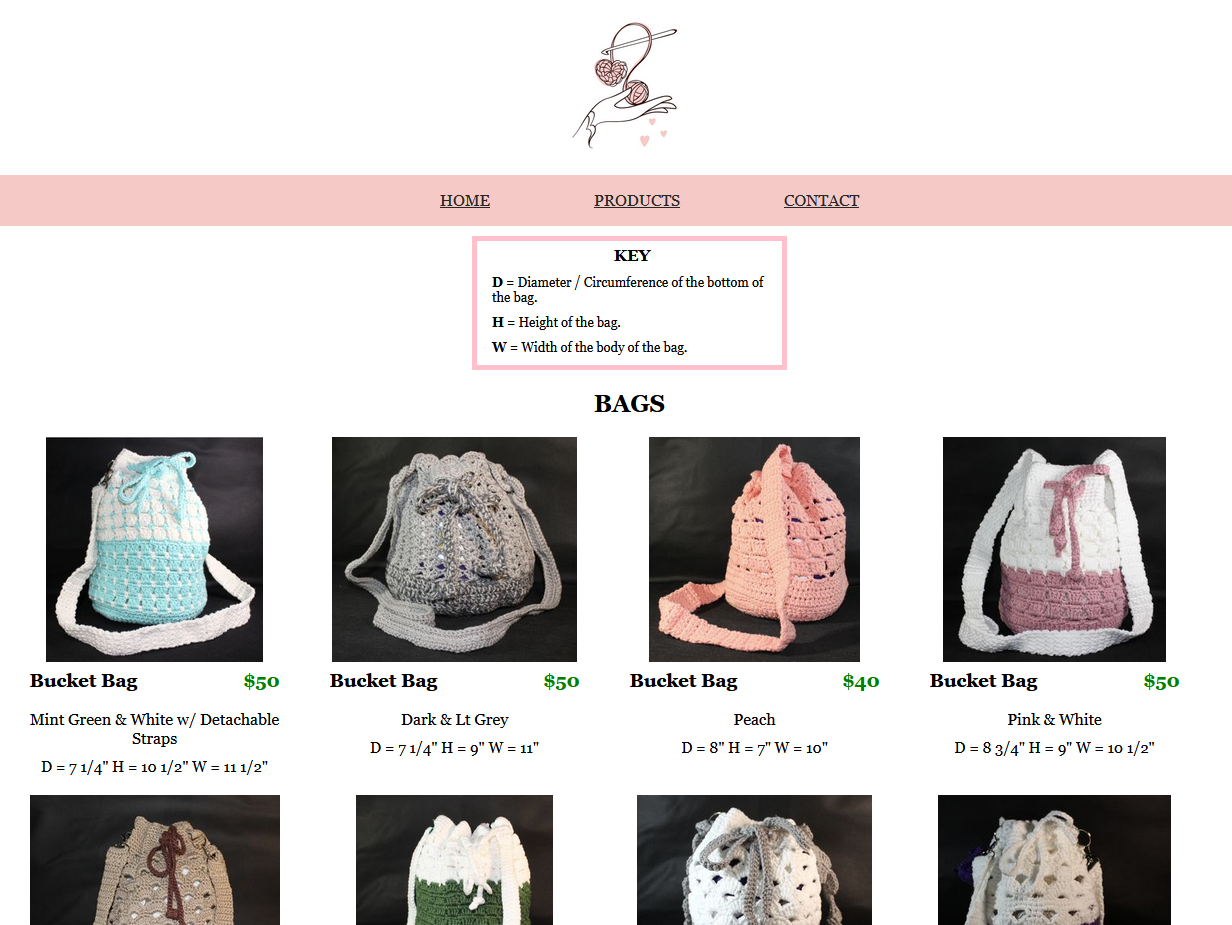 HOME PRODUCTS CONTACT
KEY
D = Diameter / Circumference of the bottom of
the bag.
H = Height of the bag.
W = Width of the body of the bag.
BAGS
Bucket Bag $50
Mint Green & White w/ Detachable
Straps
D = 7 1/4" H = 10 1/2" W = 11 1/2"
Bucket Bag $50
Dark & Lt Grey
D = 7 1/4" H = 9" W = 11"
Bucket Bag $40
Peach
D = 8" H = 7" W = 10"
Bucket Bag $50
Pink & White
D = 8 3/4" H = 9" W = 10 1/2"